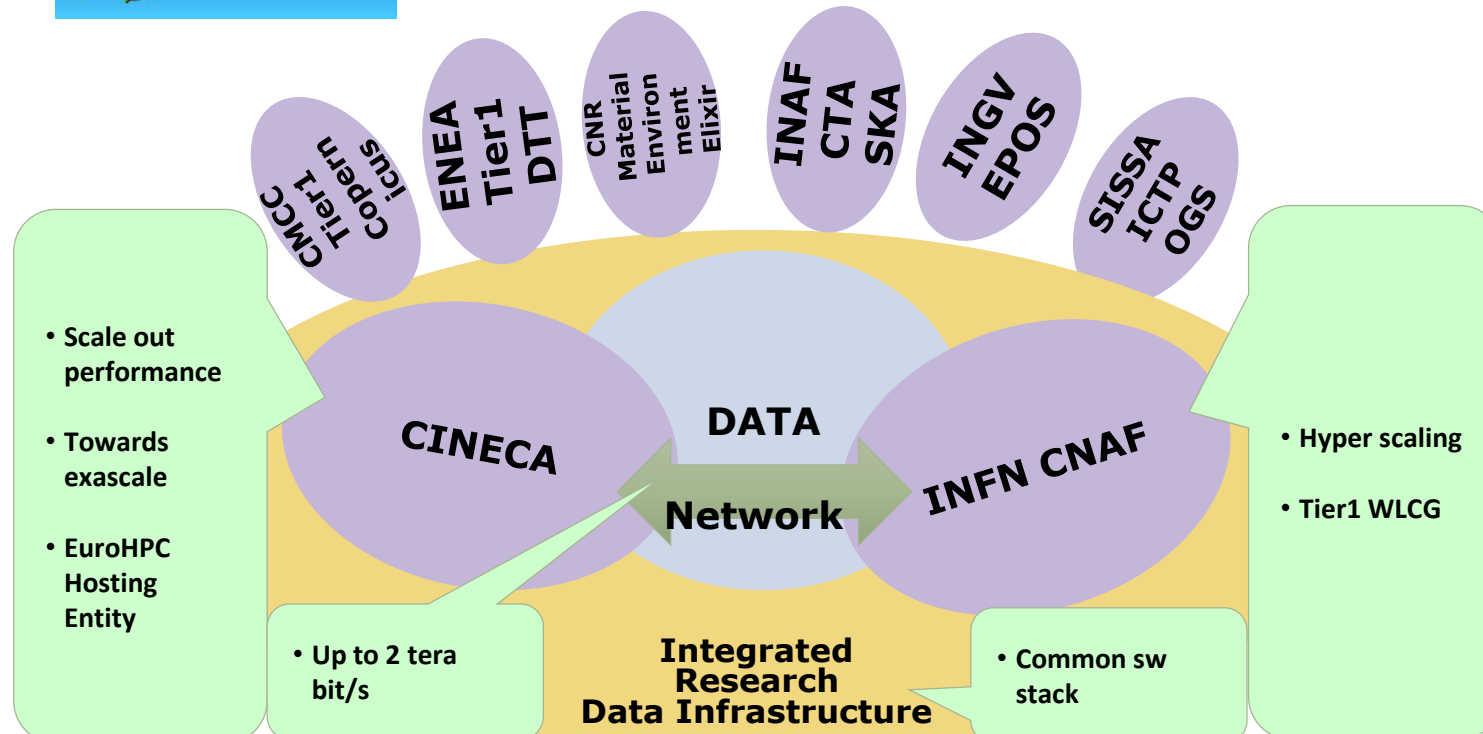 CMCC
Tier1
Copern
icus
ENEA
Tier1
DTT
CNR
Material
Environ
ment
Elixir
INAF
CTA
SKA
INGV
EPOS
SISSA
ICTP
OGS
• Scale out
performance
• Towards
exascale
• EuroHPC
Hosting
Entity
CINECA
DATA
Network
INFN CNAF
• Hyper scaling
• Tier1 WLCG
• Up to 2 tera
bit/s
Integrated
Research
Data Infrastructure
• Common sw
stack